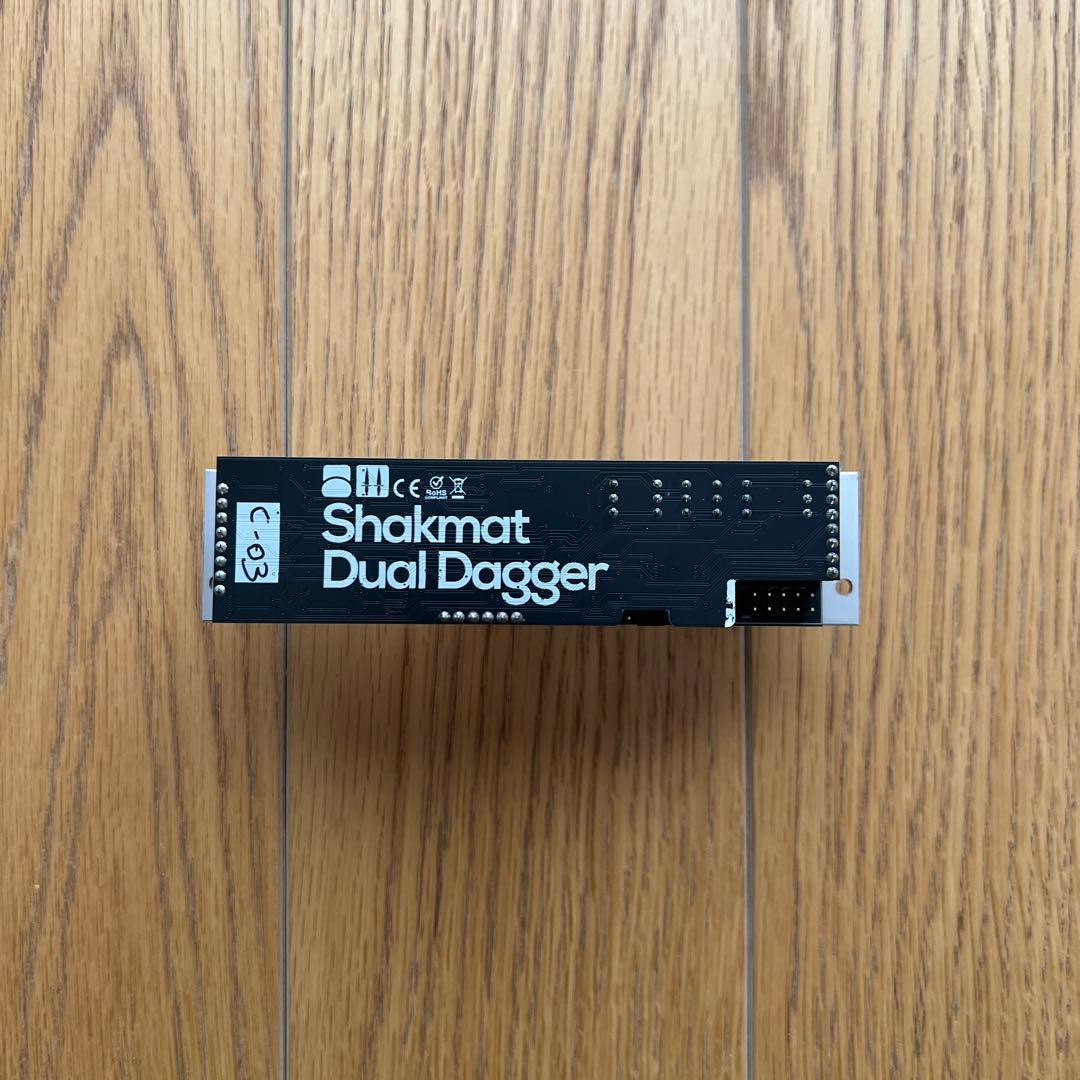 CE RoHS
COMPLIANT
Shakmat
Dual Dagger
C-03